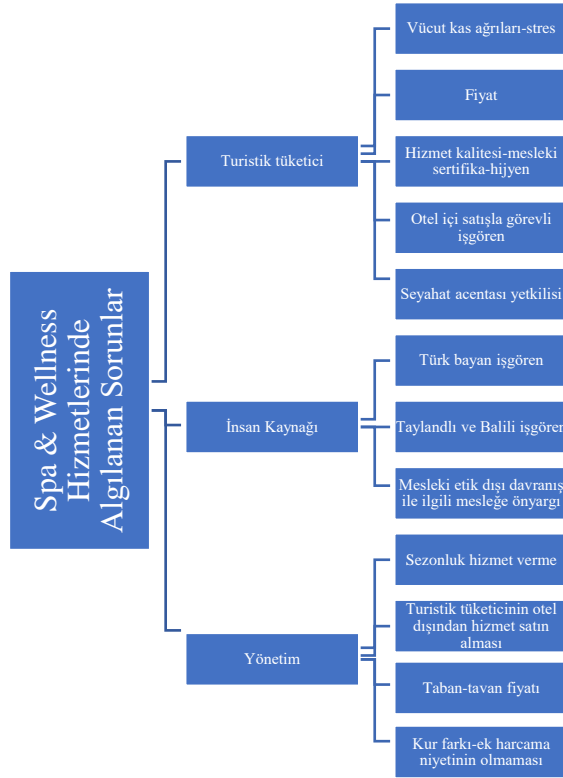 Spa & Wellness
Hizmetlerinde
Algılanan Sorunlar
Turistik tüketici
Vücut kas ağrıları-stres
Fiyat
Hizmet kalitesi-mesleki
sertifika-hijyen
Otel içi satışla görevli
işgören
Seyahat acentası yetkilisi
İnsan Kaynağı
Türk bayan işgören
Taylandlı ve Balili işgören
Mesleki etik dışı davranış
ile ilgili mesleğe önyargı
Yönetim
Sezonluk hizmet verme
Turistik tüketicinin otel
dışından hizmet satın
alması
Taban-tavan fiyatı
Kur farkı-ek harcama
niyetinin olmaması